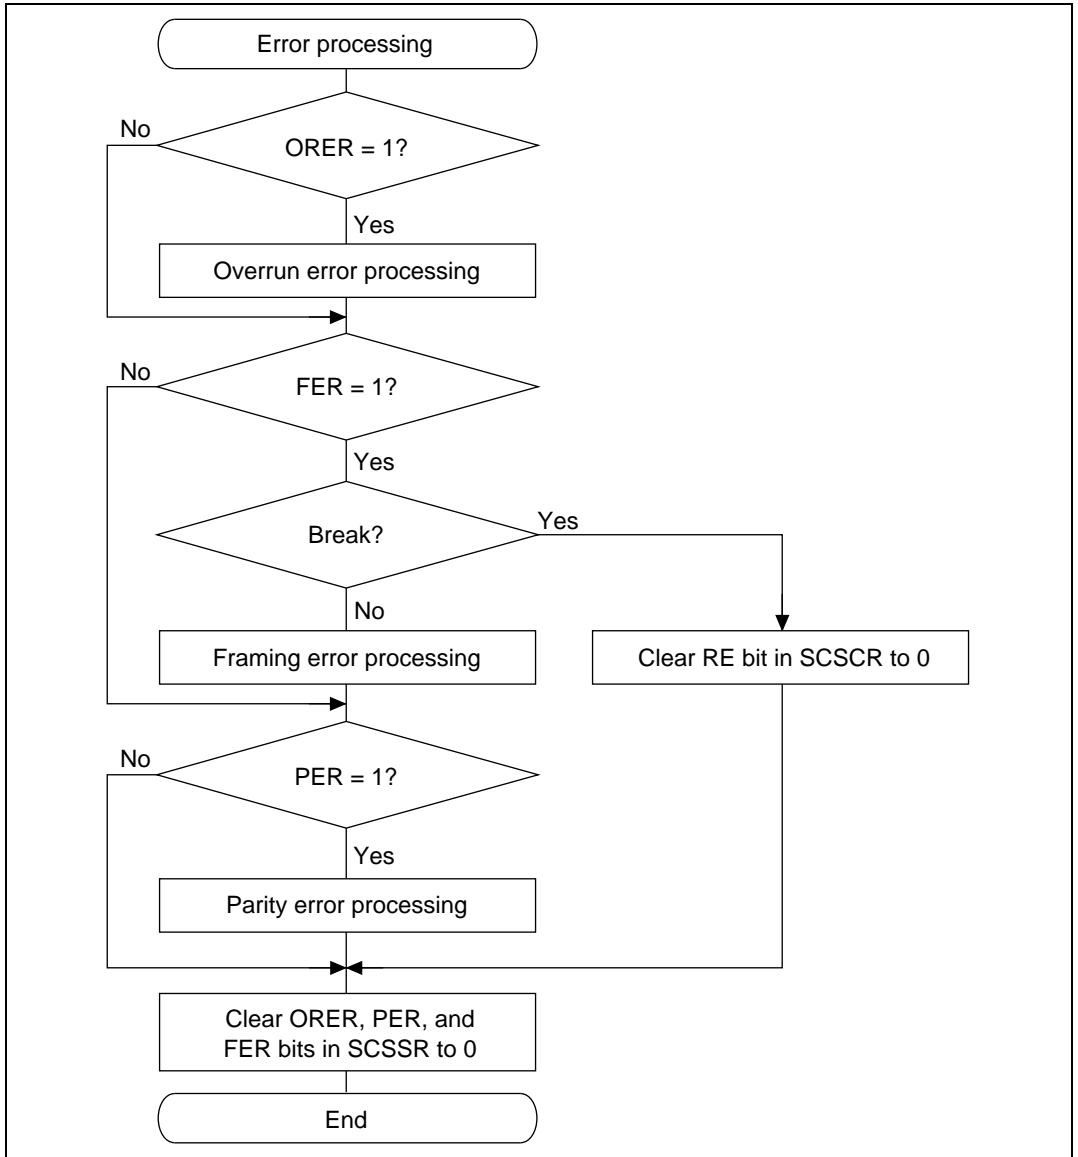 Error processing
No
ORER = 1?
Yes
Overrun error processing
No
FER = 1?
Yes
Break?
Yes
No
Framing error processing
Clear RE bit in SCSCR to 0
No
PER = 1?
Yes
Parity error processing
Clear ORER, PER, and
FER bits in SCSSR to 0
End